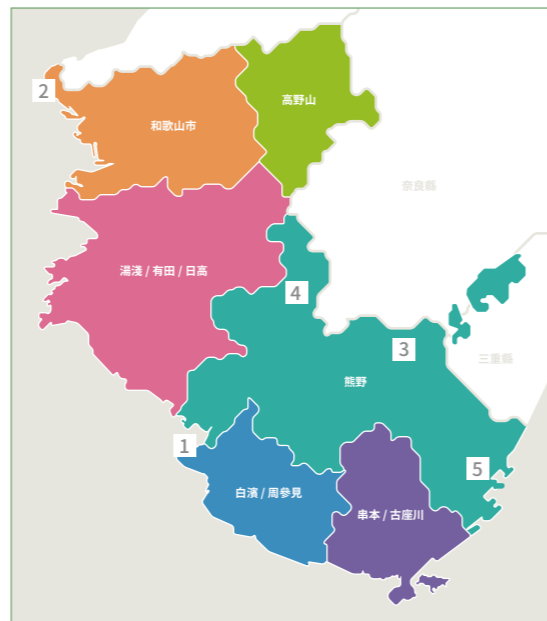 2
和歌山市
高野山
奈良縣
湯淺 / 有田 / 日高
4
3
三重縣
熊野
1
5
白濱 / 周參見
串本 / 古座川